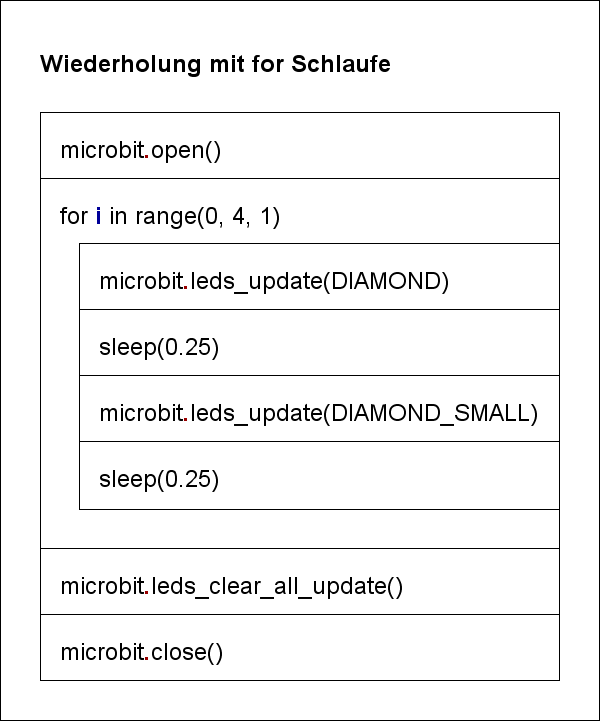 Wiederholung mit for Schlaufe
microbit.open()
for i in range(0, 4, 1)
microbit.leds_update(DIAMOND)
sleep(0.25)
microbit.leds_update(DIAMOND_SMALL)
sleep(0.25)
microbit.leds_clear_all_update()
microbit.close()